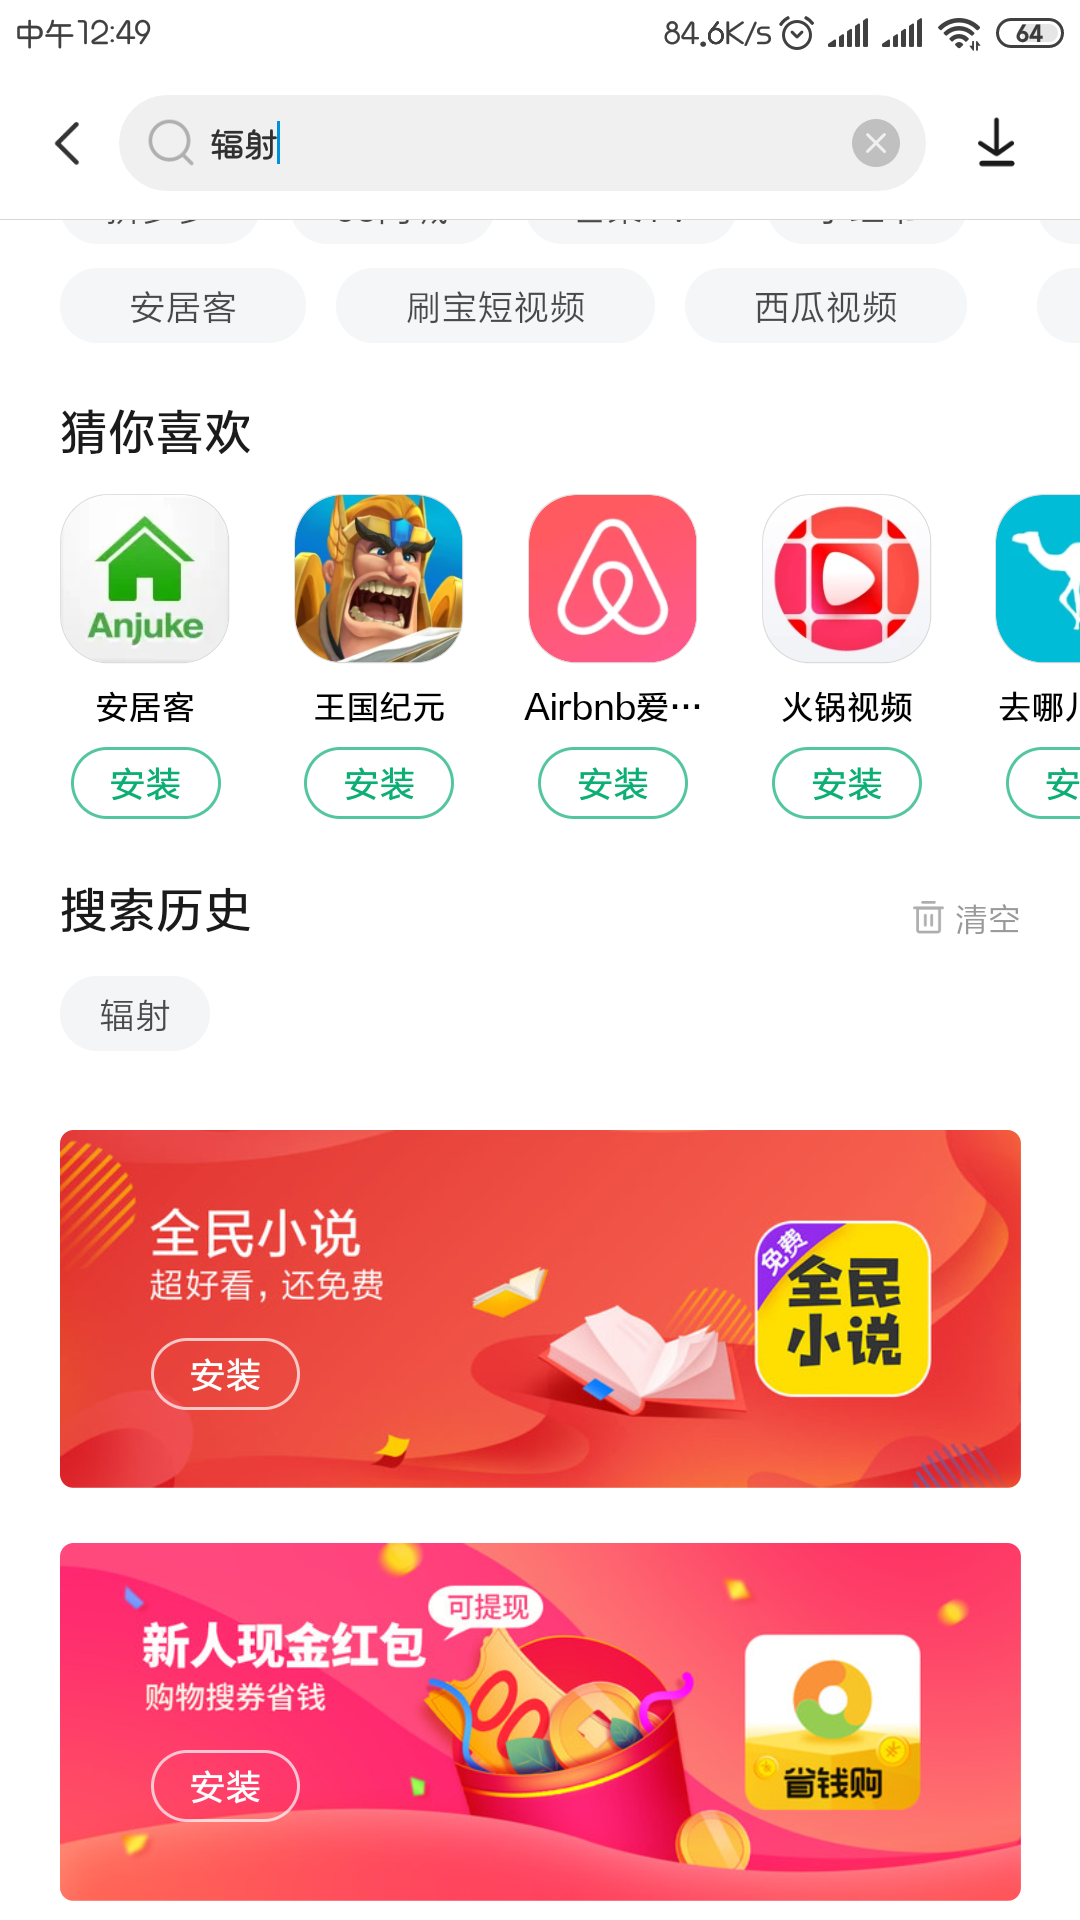 中午12:49
84.6K/s
64
辐射
安居客
刷宝短视频
西瓜视频
猜你喜欢
Anjuke
安居客
王国纪元
Airbnb爱…
火锅视频
去哪儿
安装
安装
安装
安装
安
搜索历史
清空
辐射
全民小说
超好看，还免费
安装
免费
全民
小说
可提现
新人现金红包
购物搜券省钱
安装
省钱购